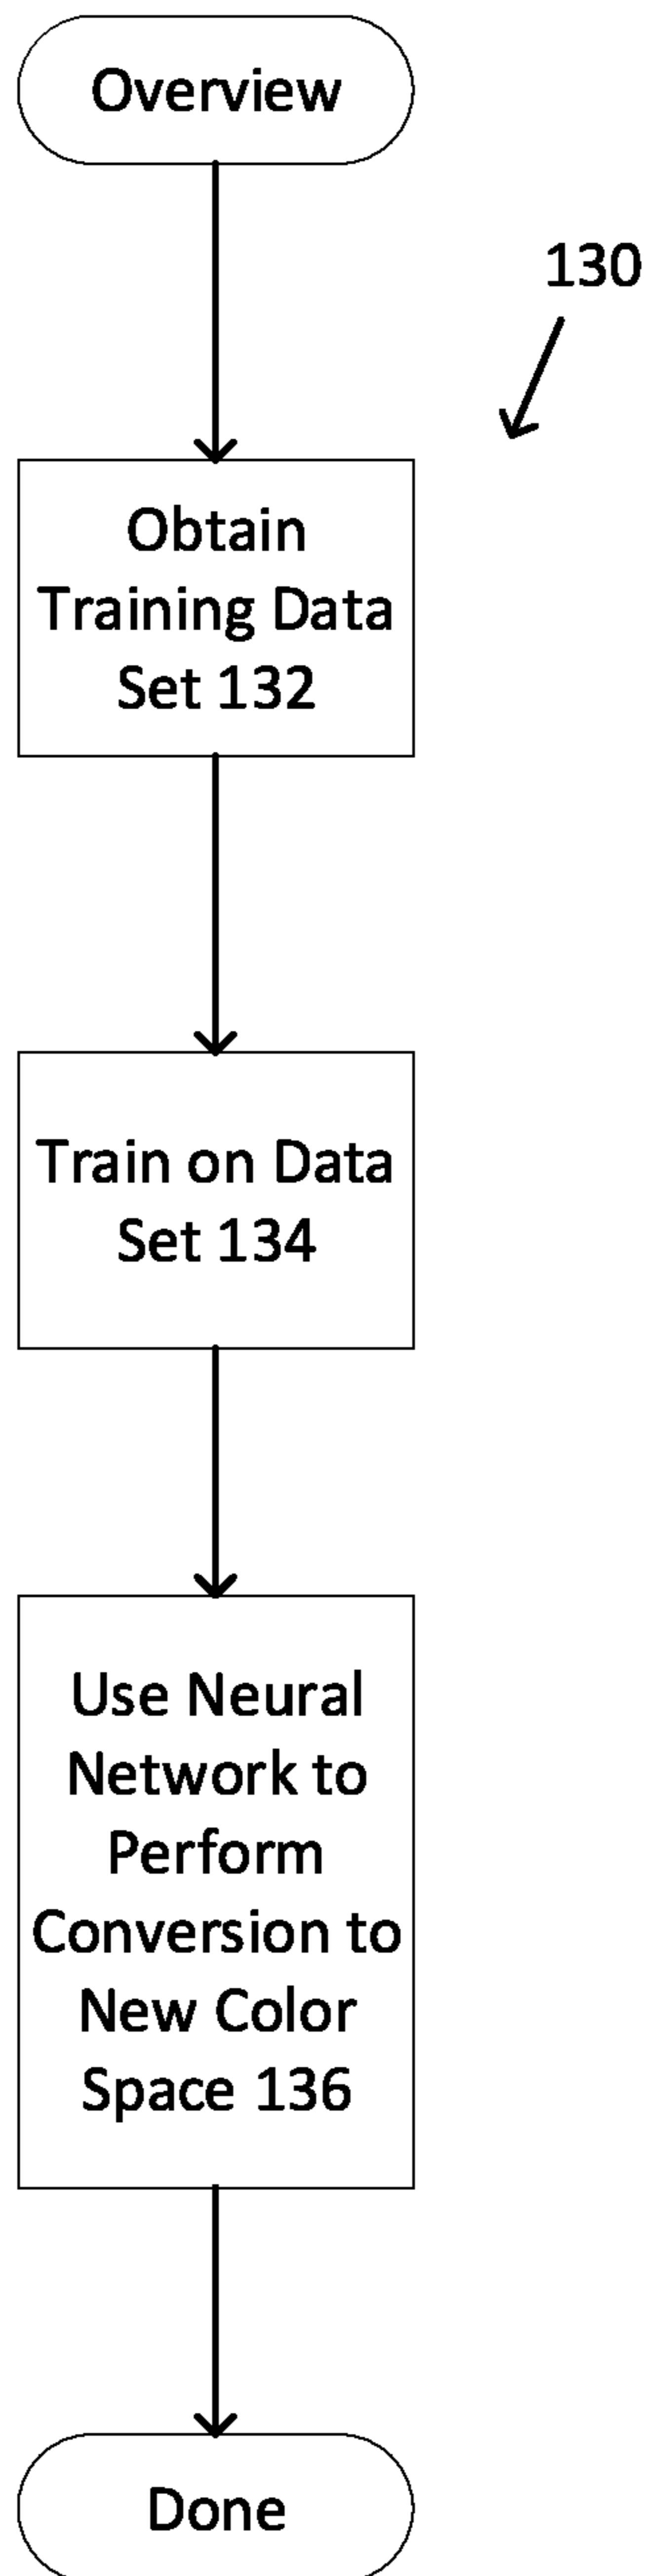 Overview
130
Obtain
Training Data
Set 132
Train on Data
Set 134
Use Neural
Network to
Perform
Conversion to
New Color
Space 136
Done